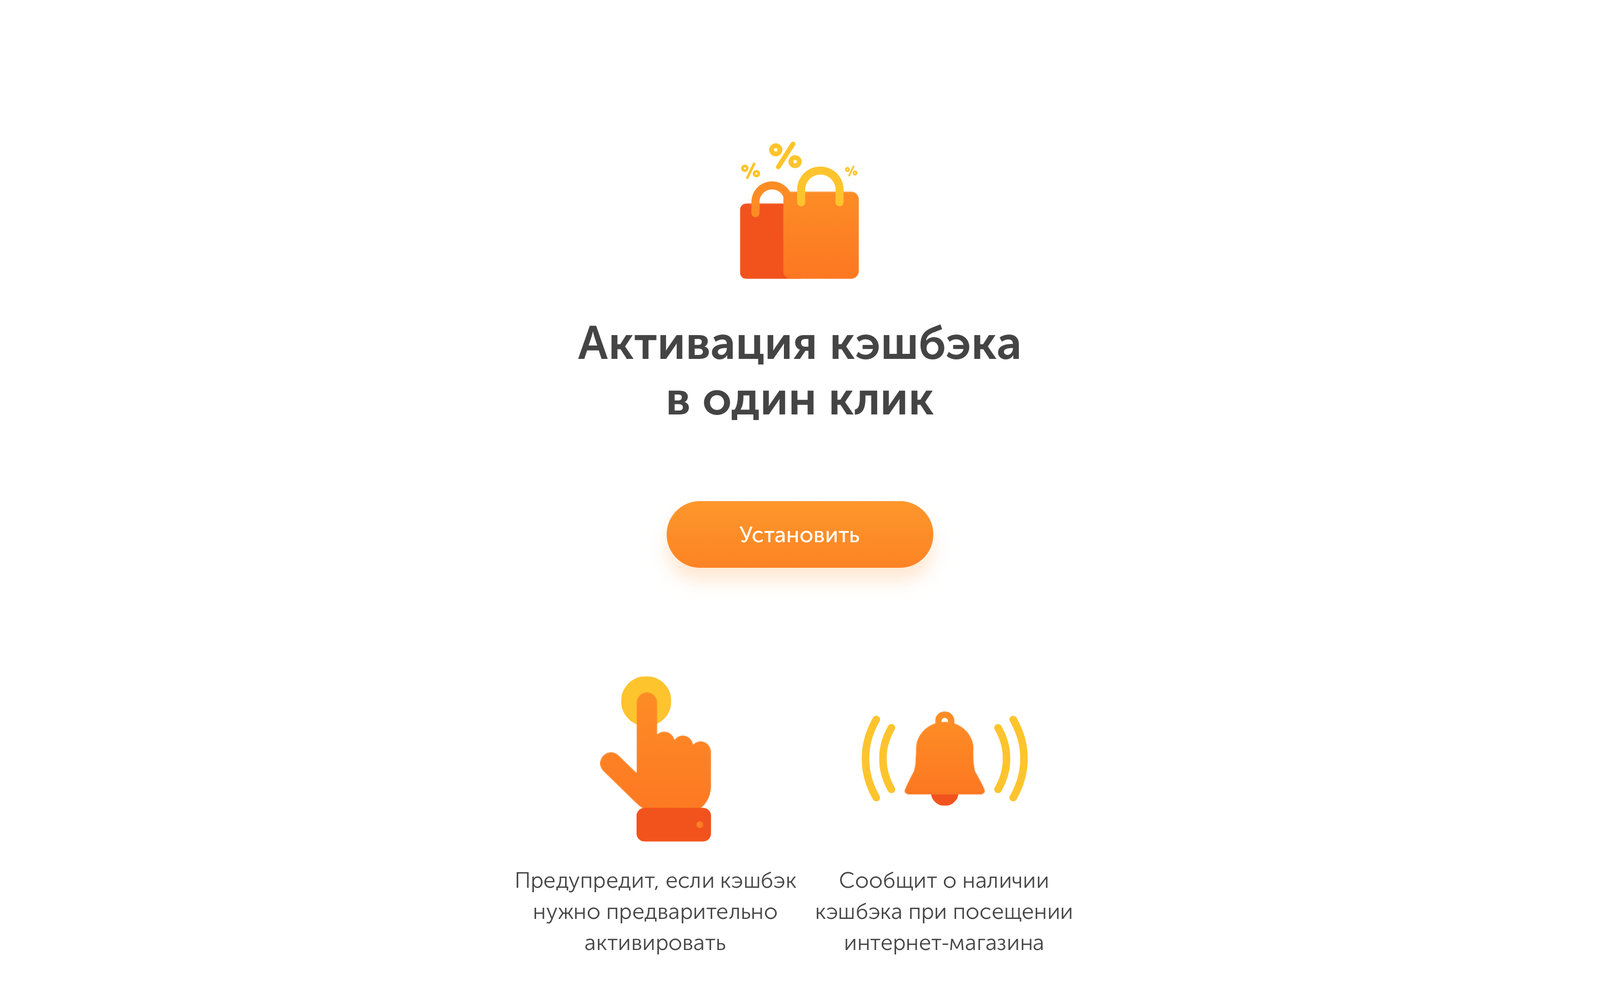 Активация кэшбэка
в один клик
Установить
Предупредит, если кэшбэк
нужно предварительно
активировать
Сообщит о наличии
кэшбэка при посещении
интернет-магазина